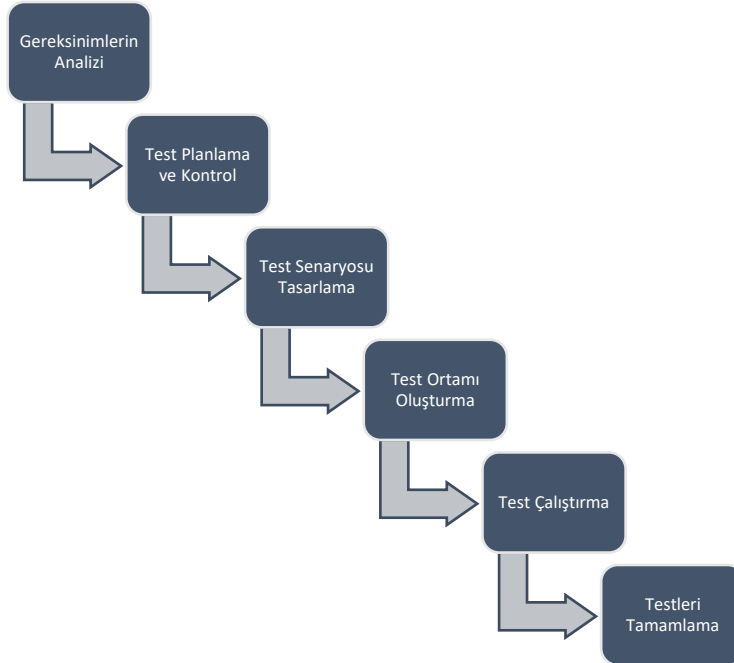 Gereksinimlerin
Analizi
Test Planlama
ve Kontrol
Test Senaryosu
Tasarlama
Test Ortamı
Oluşturma
Test Çalıştırma
Testleri
Tamamlama